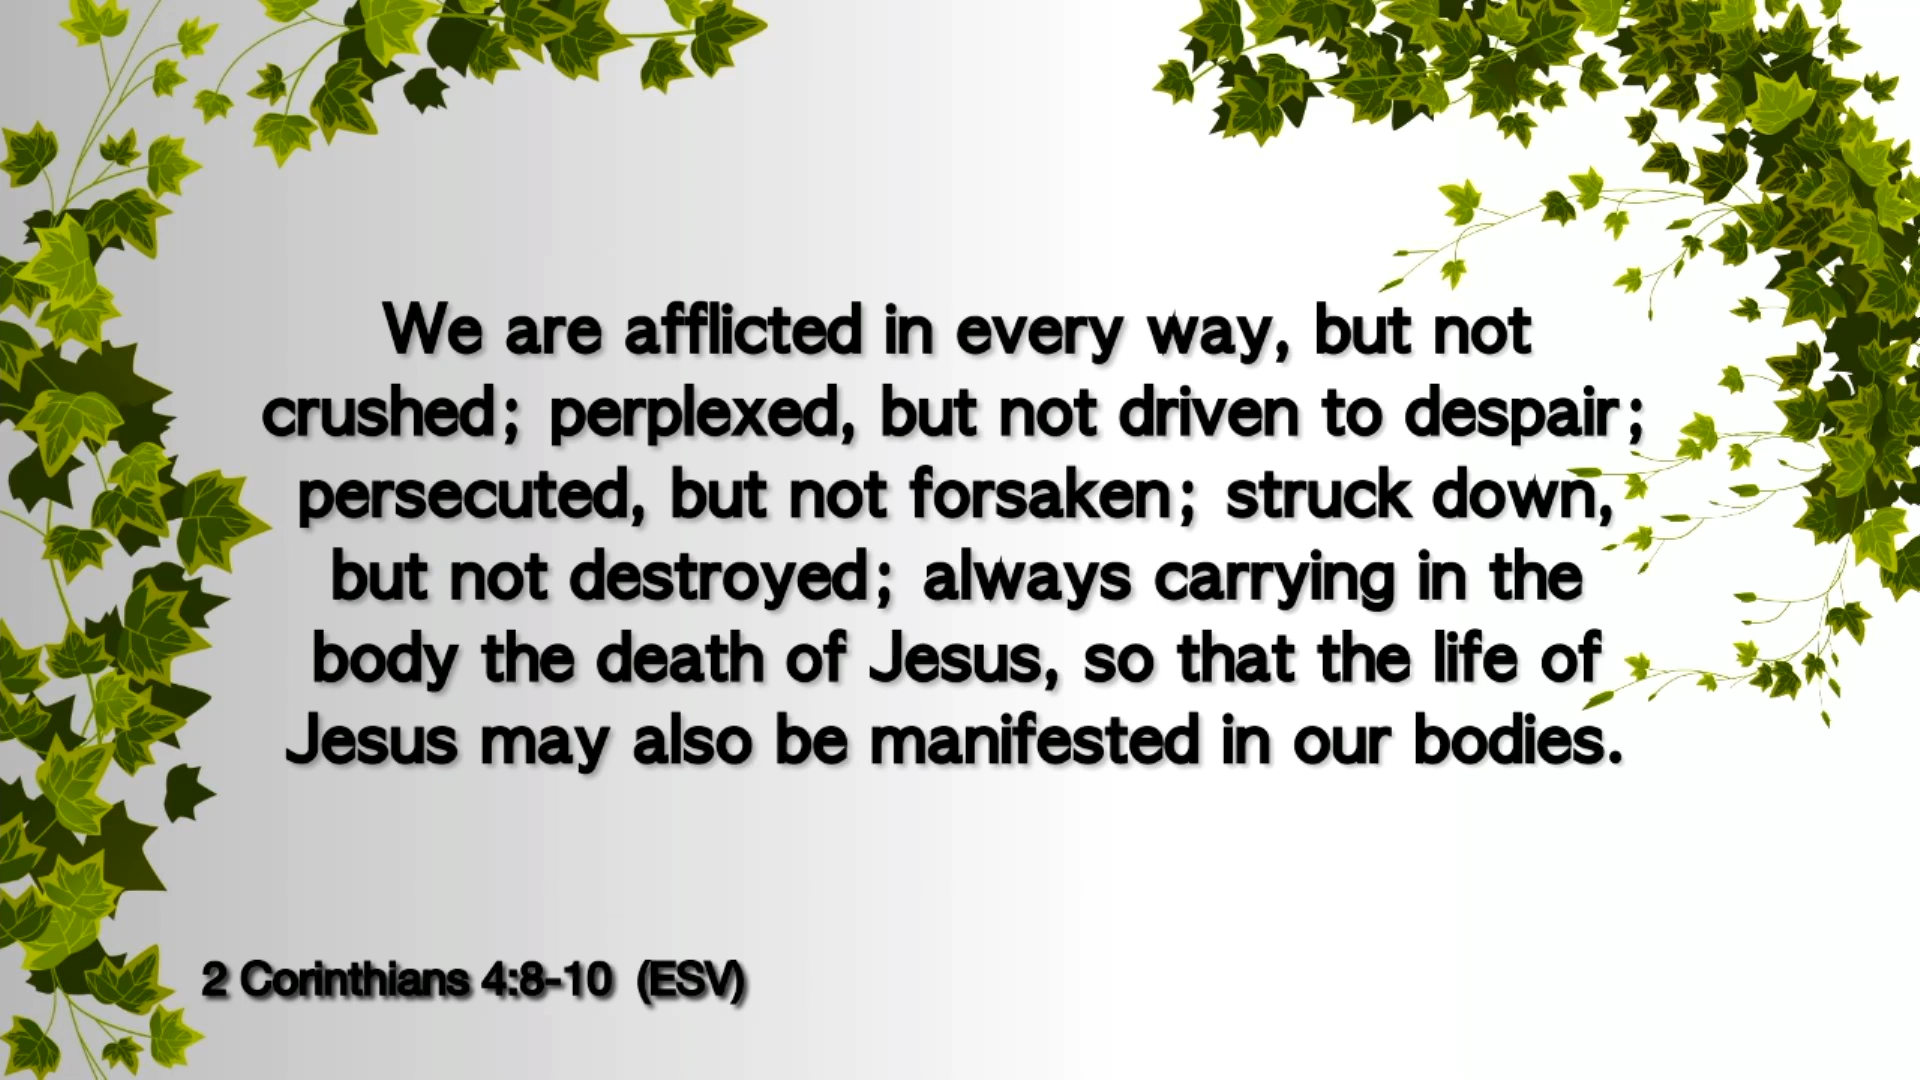 We are afflicted in every way, but not
crushed; perplexed, but not driven to despair;
persecuted, but not forsaken; struck down,
but not destroyed; always carrying in the
body the death of Jesus, so that the life of
Jesus may also be manifested in our bodies.
2 Corinthians 4:8-10 (ESV)